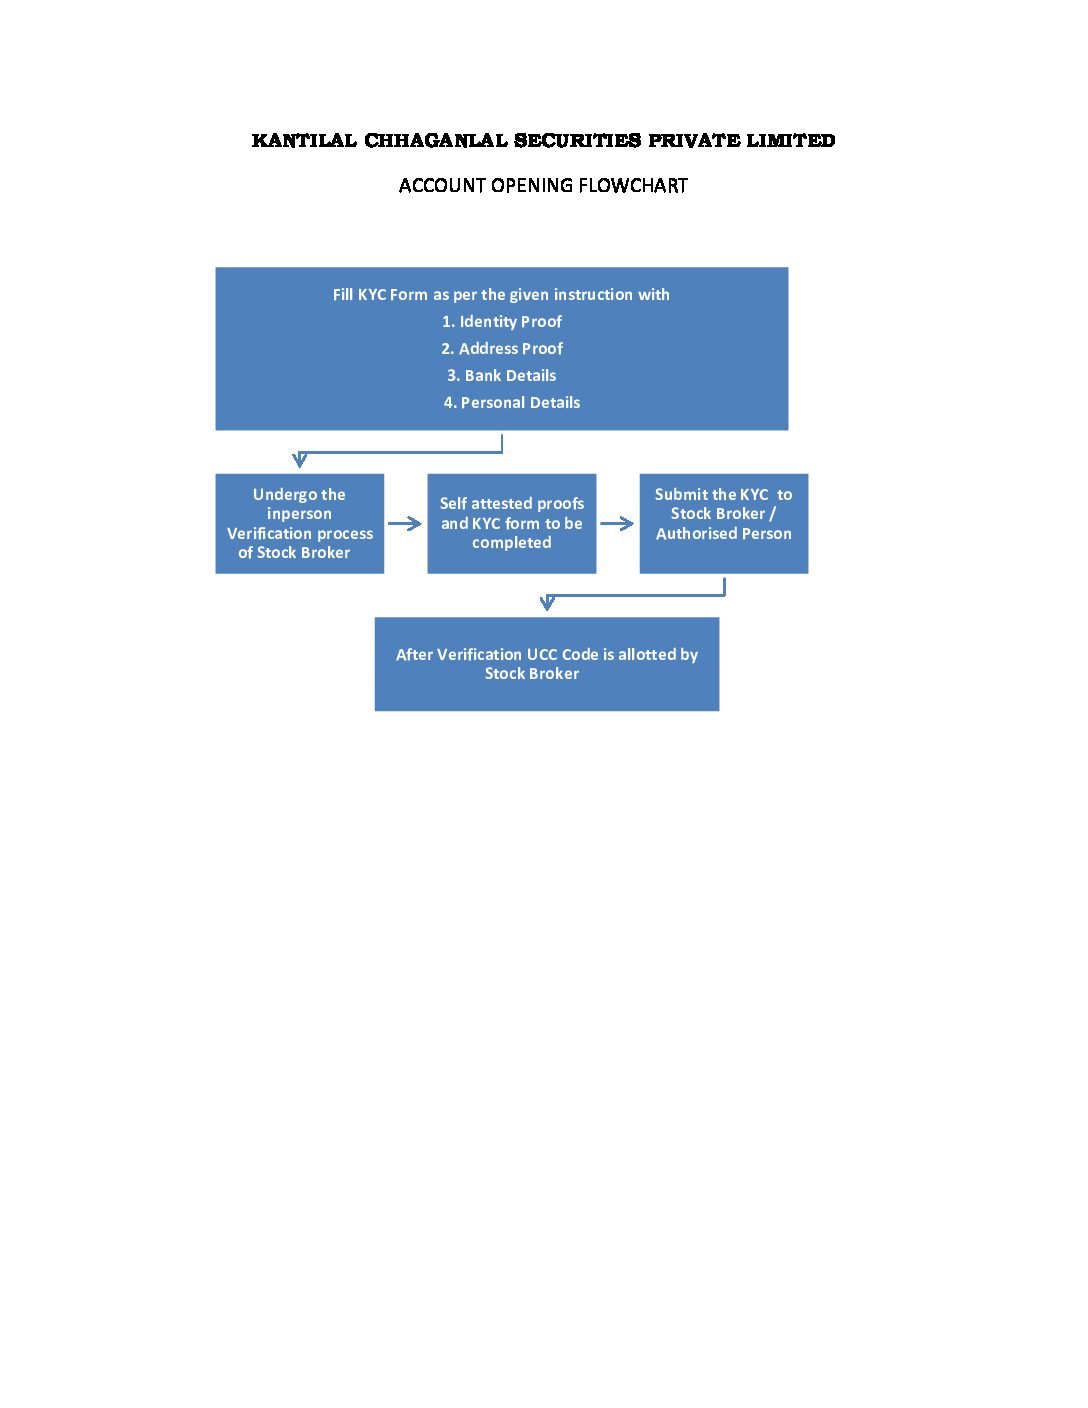 KANTILAL CHHAGANLAL SECURITIES PRIVATE LIMITED
ACCOUNT OPENING FLOWCHART
Fill KYC Form as per the given instruction with
1. Identity Proof
2. Address Proof
3. Bank Details
4. Personal Details
Undergo the
inperson
Verification process
of Stock Broker
Self attested proofs
and KYC form to be
completed
Submit the KYC  to
Stock Broker /
Authorised Person
After Verification UCC Code is allotted by
Stock Broker